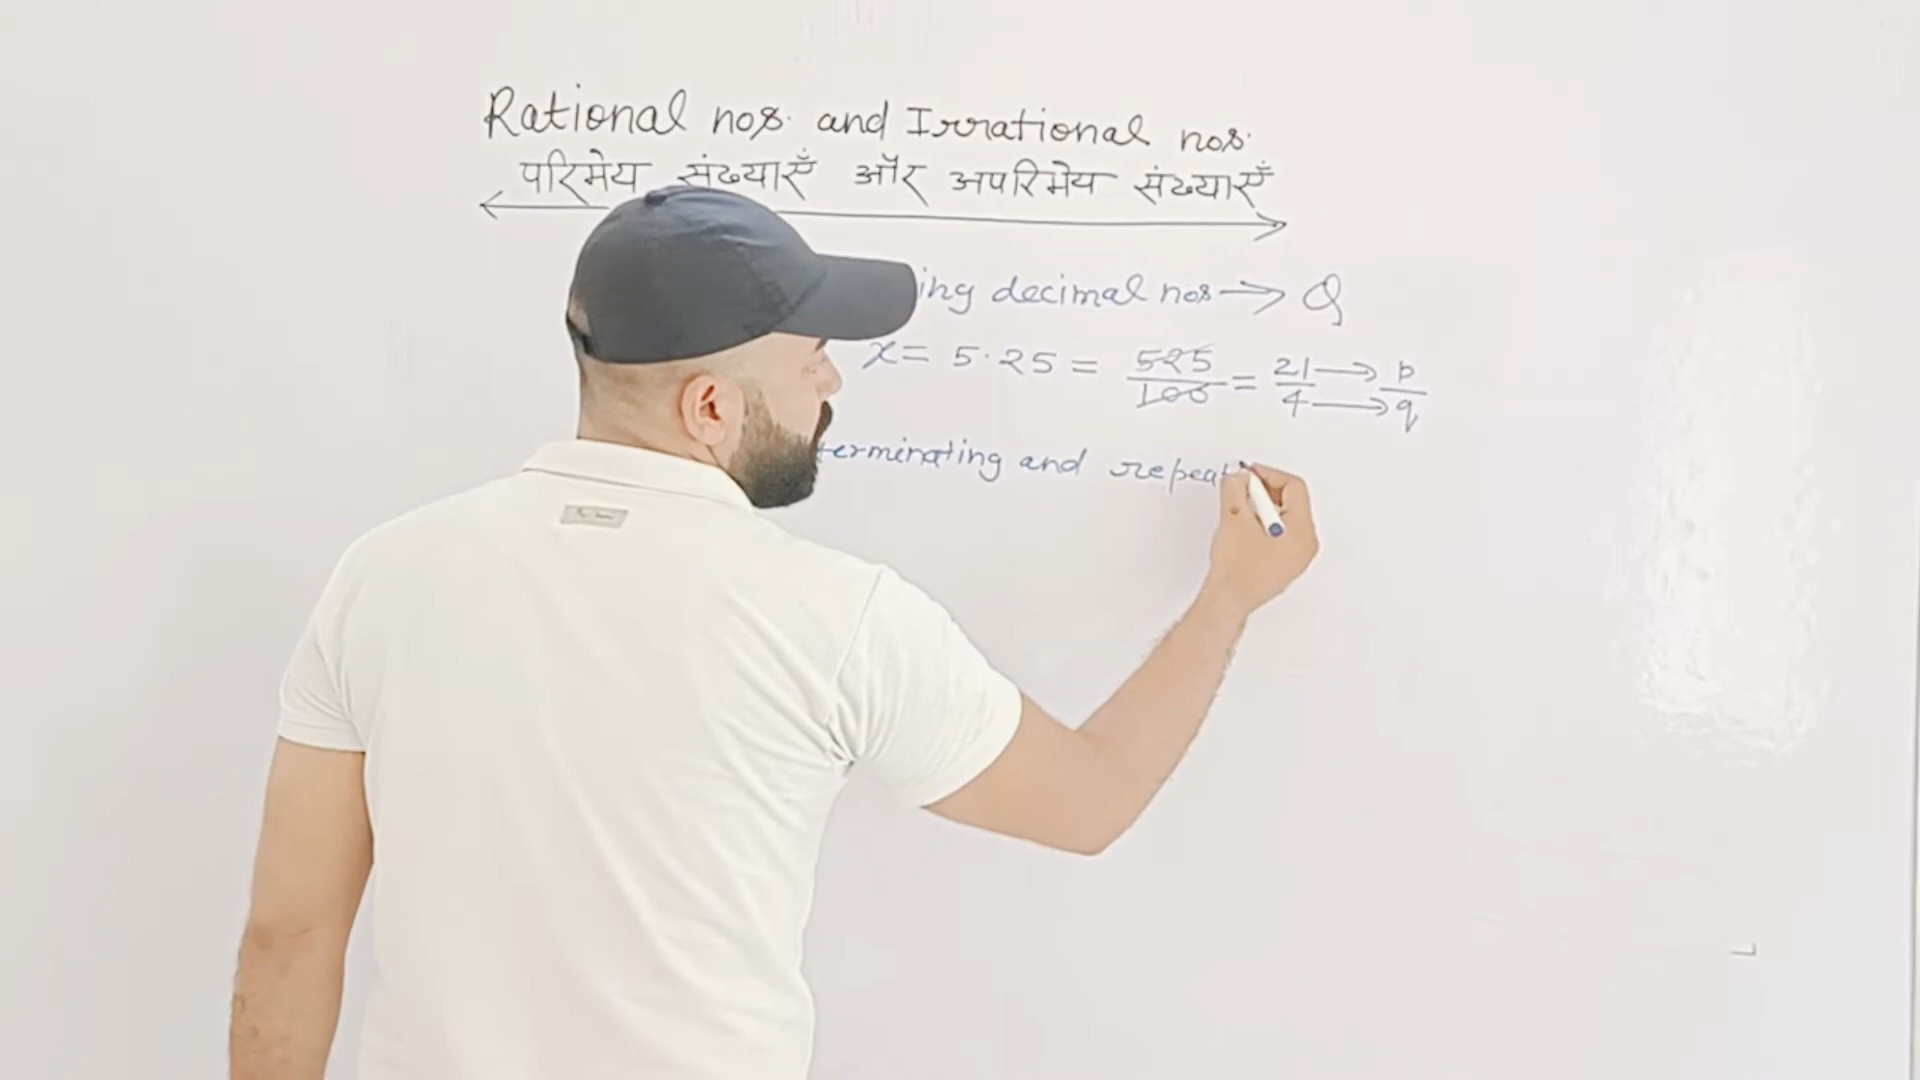 Rational nos. and Irrational nos.
परिमेय संख्याएँ और अपरिमेय संख्याएँ
ing decimal nos → Q
x = 5.25 = 525/100 = 21/4 → p/q
terminating and repeat